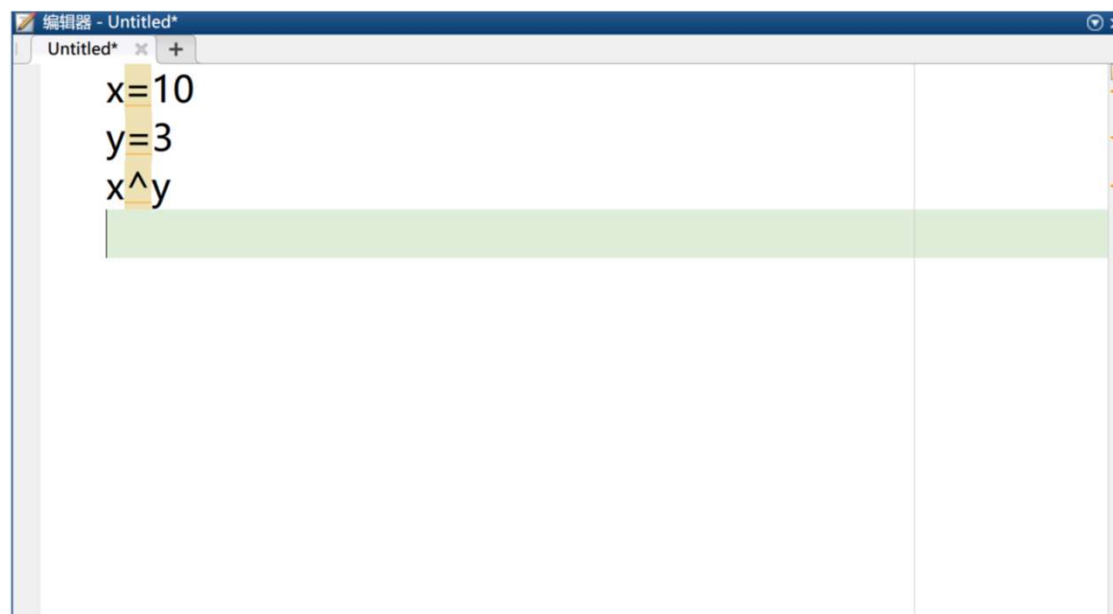 编辑器 - Untitled*
Untitled*
x=10
y=3
x^y